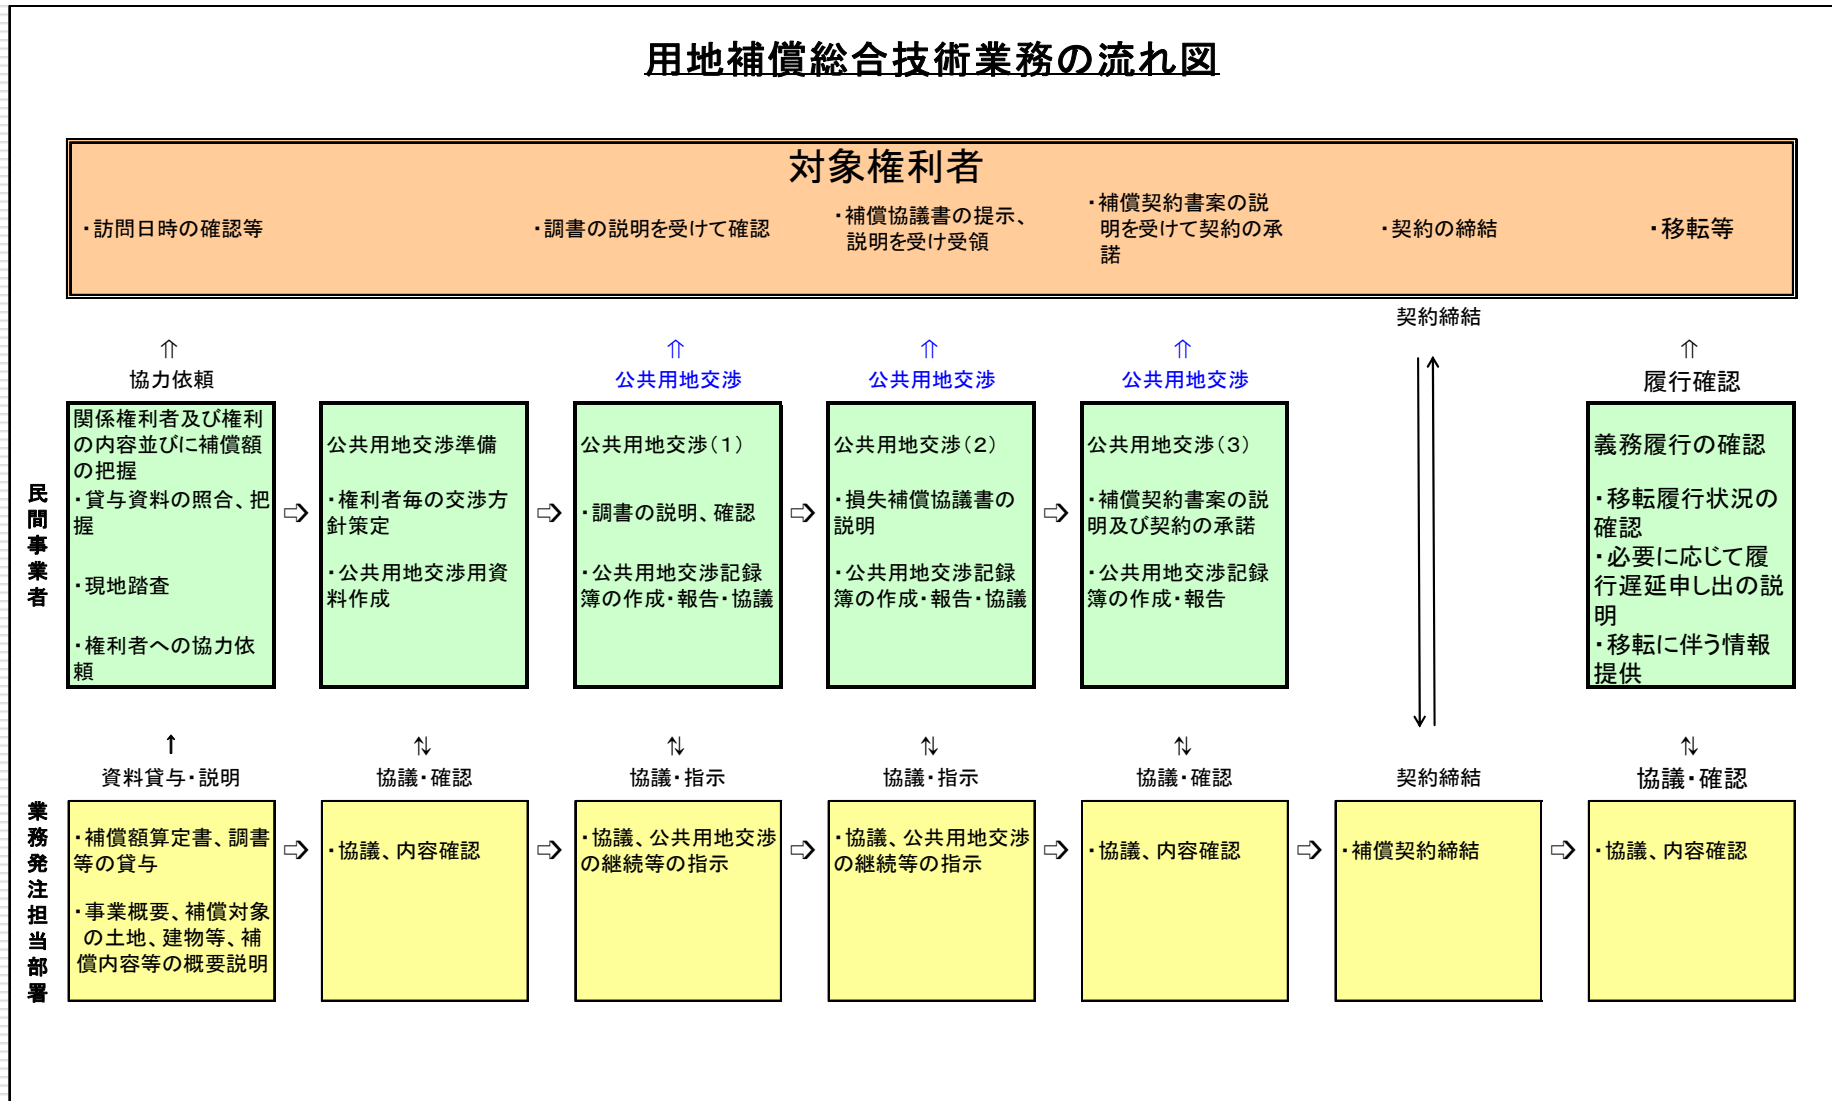 用地補償総合技術業務の流れ図
対象権利者
・訪問日時の確認等
・調書の説明を受けて確認
・補償協議書の提示、
説明を受け受領
・補償契約書案の説
明を受けて契約の承
諾
・契約の締結
・移転等
契約締結
⇑
協力依頼
⇑
公共用地交渉
⇑
公共用地交渉
⇑
公共用地交渉
⇑
履行確認
民間事業者
関係権利者及び権利
の内容並びに補償額
の把握
・貸与資料の照合、把
握
・現地踏査
・権利者への協力依
頼
⇨
公共用地交渉準備
・権利者毎の交渉方
針策定
・公共用地交渉用資
料作成
⇨
公共用地交渉(1)
・調書の説明、確認
・公共用地交渉記録
簿の作成・報告・協議
⇨
公共用地交渉(2)
・損失補償協議書の
説明
・公共用地交渉記録
簿の作成・報告・協議
⇨
公共用地交渉(3)
・補償契約書案の説
明及び契約の承諾
・公共用地交渉記録
簿の作成・報告
義務履行の確認
・移転履行状況の
確認
・必要に応じて履
行遅延申し出の説
明
・移転に伴う情報
提供
↑
資料貸与・説明
⇅
協議・確認
⇅
協議・指示
⇅
協議・指示
⇅
協議・確認
契約締結
⇅
協議・確認
業務発注担当部署
・補償額算定書、調書
等の貸与
・事業概要、補償対象
の土地、建物等、補
償内容等の概要説明
⇨
・協議、内容確認
⇨
・協議、公共用地交渉
の継続等の指示
⇨
・協議、公共用地交渉
の継続等の指示
⇨
・協議、内容確認
⇨
・補償契約締結
⇨
・協議、内容確認